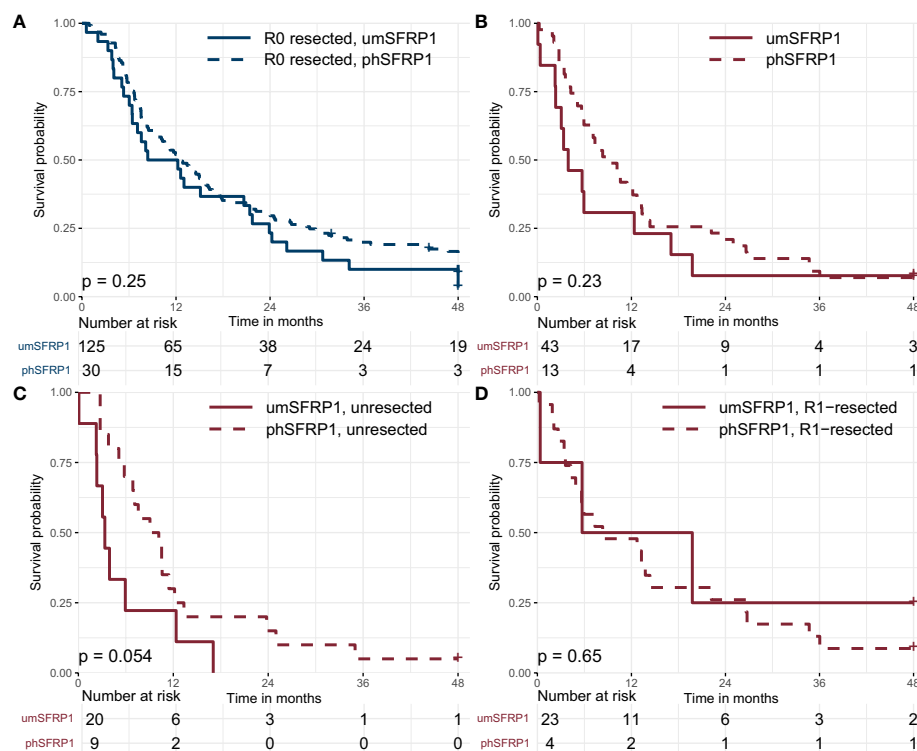 A
1.00
0.75
0.50
0.25
0.00
Survival probability
R0 resected, umSFRP1
R0 resected, phSFRP1
p = 0.25
0 12 24 36 48
Number at risk
Time in months
umSFRP1 125 65 38 24 19
phSFRP1 30 15 7 3 3
B
1.00
0.75
0.50
0.25
0.00
Survival probability
umSFRP1
phSFRP1
p = 0.23
0 12 24 36 48
Number at risk
Time in months
umSFRP1 43 17 9 4 3
phSFRP1 13 4 1 1 1
C
1.00
0.75
0.50
0.25
0.00
Survival probability
umSFRP1, unresected
phSFRP1, unresected
p = 0.054
0 12 24 36 48
Number at risk
Time in months
umSFRP1 20 6 3 1 1
phSFRP1 9 2 0 0 0
D
1.00
0.75
0.50
0.25
0.00
Survival probability
umSFRP1, R1-resected
phSFRP1, R1-resected
p = 0.65
0 12 24 36 48
Number at risk
Time in months
umSFRP1 23 11 6 3 2
phSFRP1 4 2 1 1 1